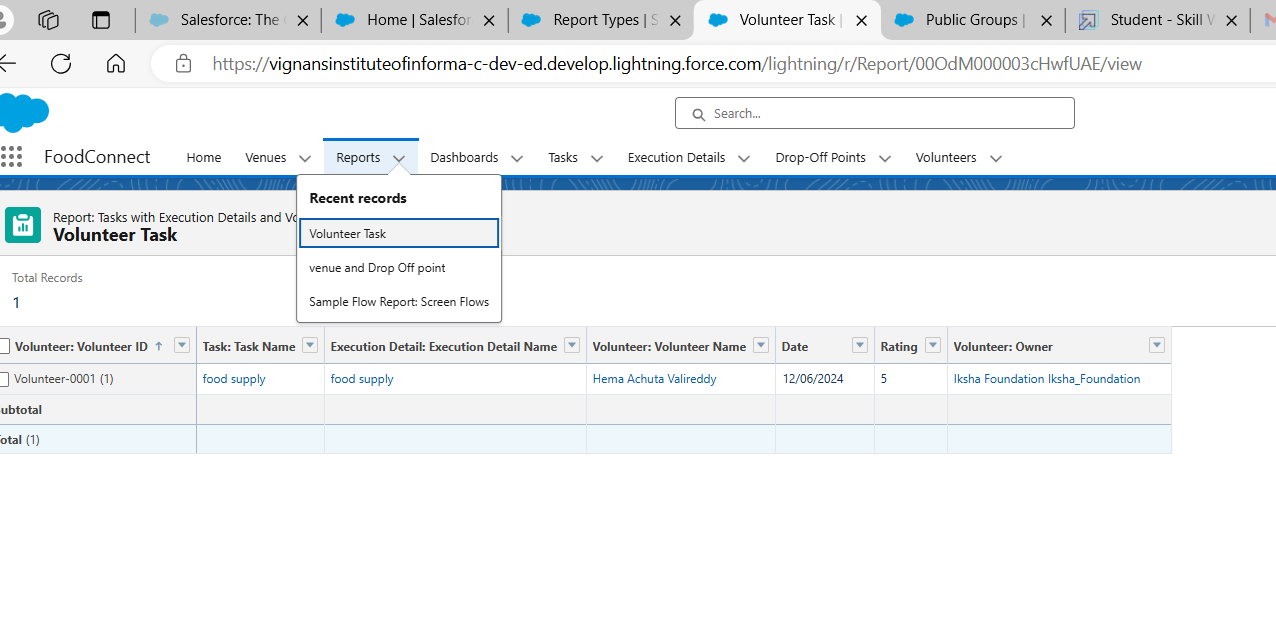 Salesforce: The
Home | Salesfor
Report Types | S
Volunteer Task |
Public Groups |
Student - Skill
https://vignansinstituteofinforma-c-dev-ed.develop.lightning.force.com/lightning/r/Report/00OdM000003cHwfUAE/view
Search...
FoodConnect Home Venues Reports Dashboards Tasks Execution Details Drop-Off Points Volunteers
Recent records
Volunteer Task
venue and Drop Off point
Sample Flow Report: Screen Flows
Report: Tasks with Execution Details and Vo
Volunteer Task
Total Records
1
Volunteer: Volunteer ID ↑ Task: Task Name Execution Detail: Execution Detail Name Volunteer: Volunteer Name Date Rating Volunteer: Owner
Volunteer-0001 (1) food supply food supply Hema Achuta Valireddy 12/06/2024 5 Iksha Foundation Iksha_Foundation
ubtotal
otal (1)